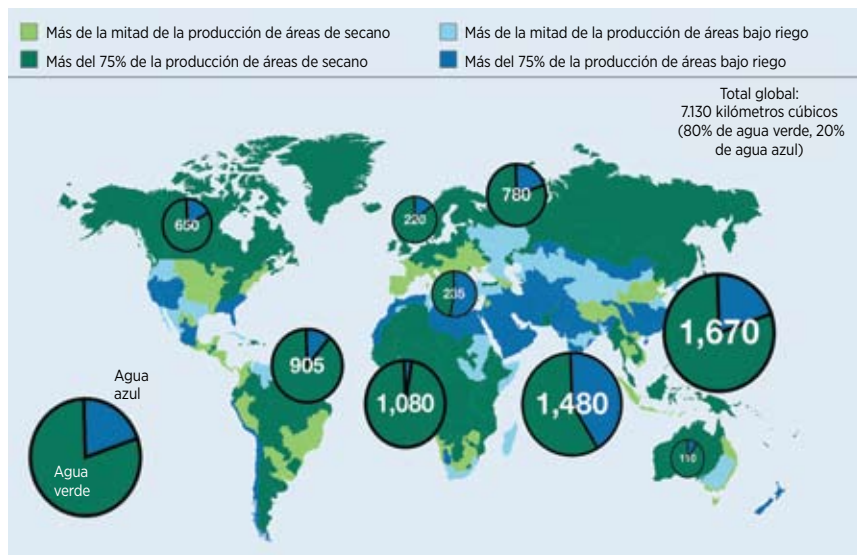 Más de la mitad de la producción de áreas de secano
Más del 75% de la producción de áreas de secano
Más de la mitad de la producción de áreas bajo riego
Más del 75% de la producción de áreas bajo riego
Total global:
7.130 kilómetros cúbicos
(80% de agua verde, 20%
de agua azul)
650
220
780
235
1,670
905
1,080
1,480
110
Agua
azul
Agua
verde